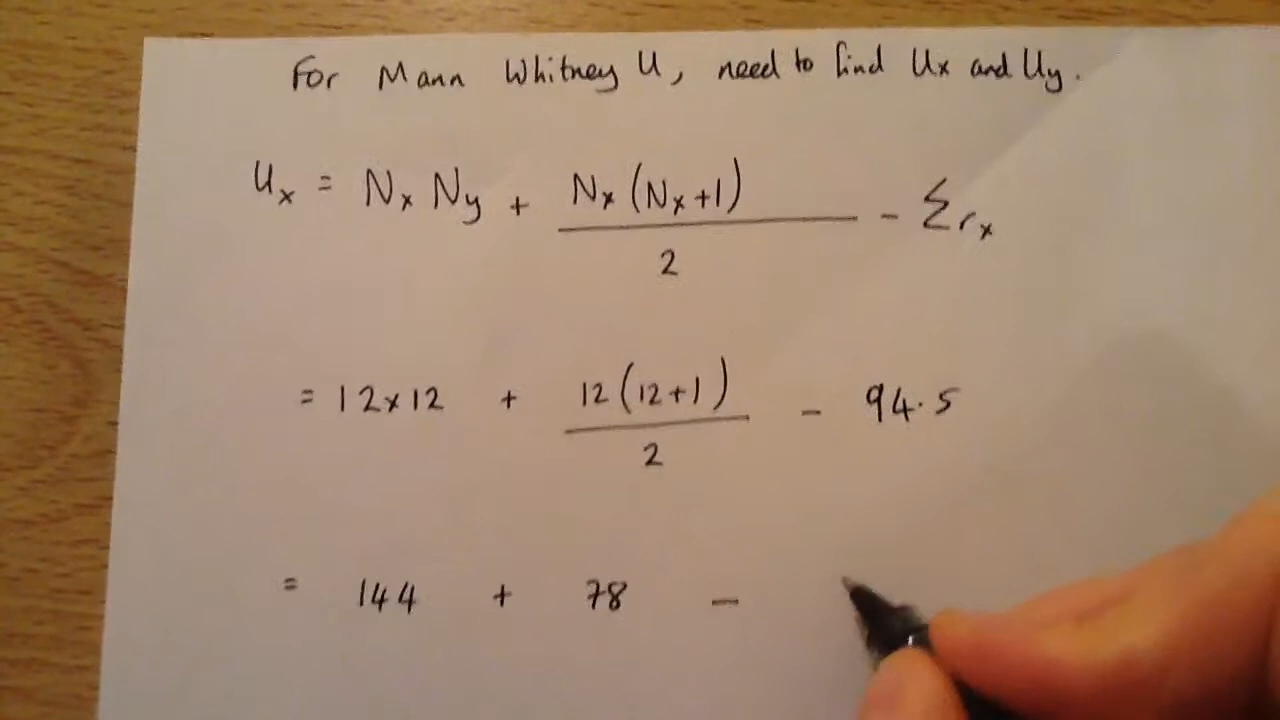 For Mann Whitney U, need to find Ux and Uy.
Ux = Nx Ny + Nx (Nx+1) / 2 - Σrx
= 12x12 + 12 (12+1) / 2 - 94.5
= 144 + 78 -